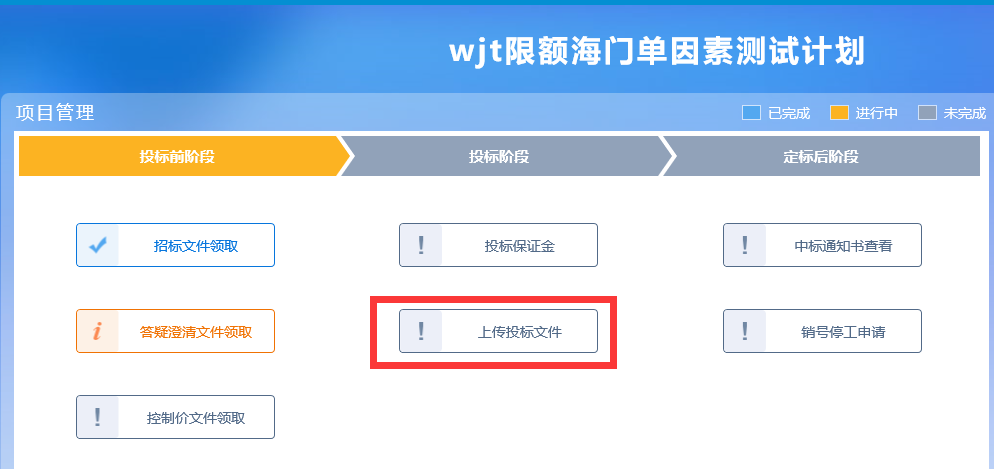 wjt限额海门单因素测试计划
项目管理
已完成 进行中 未完成
投标前阶段 投标阶段 定标后阶段
招标文件领取 投标保证金 中标通知书查看
答疑澄清文件领取 上传投标文件 销号停工申请
控制价文件领取